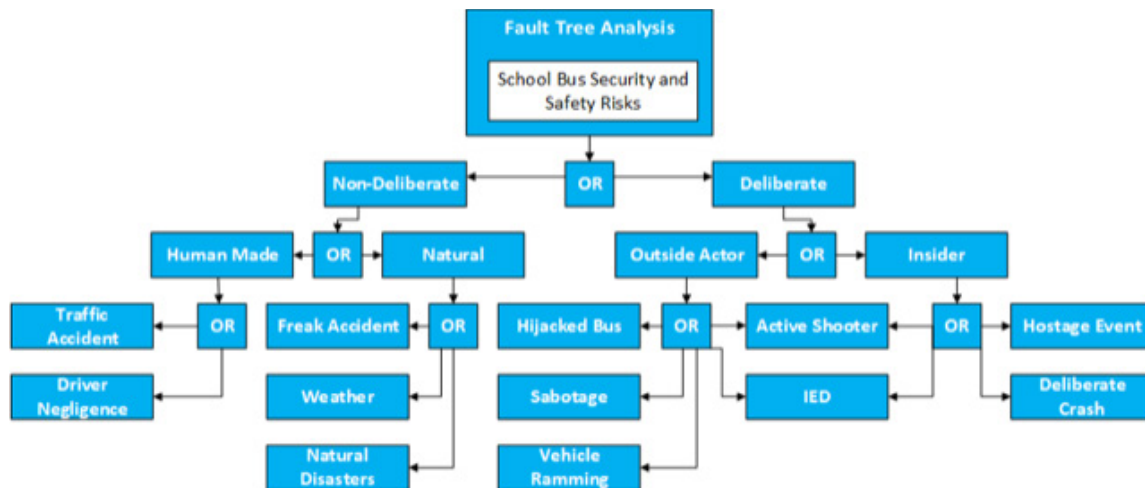 Fault Tree Analysis
School Bus Security and
Safety Risks
Non-Deliberate
OR
Deliberate
Human Made
OR
Natural
Outside Actor
OR
Insider
Traffic
Accident
OR
Freak Accident
OR
Hijacked Bus
OR
Active Shooter
OR
Hostage Event
Driver
Negligence
Weather
Sabotage
IED
Deliberate
Crash
Natural
Disasters
Vehicle
Ramming